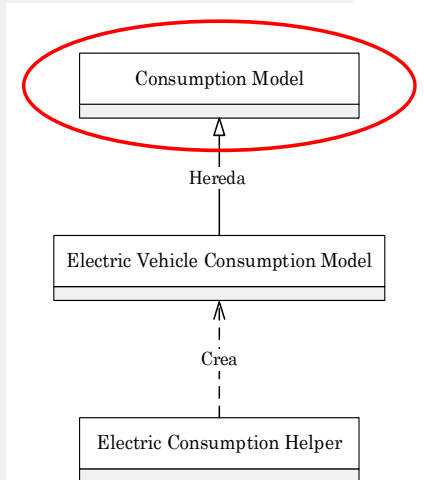 Consumption Model
Hereda
Electric Vehicle Consumption Model
Crea
Electric Consumption Helper